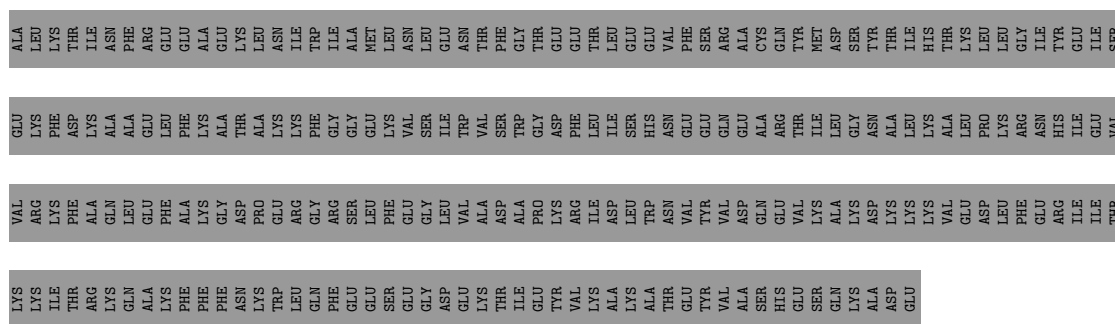 ALA LEU LYS THR ILE ASN PHE ARG GLU GLU ALA GLU LYS LEU ASN ILE TRP ILE ALA MET LEU ASN LEU GLU ASN THR PHE GLY THR GLU GLU THR LEU GLU GLU VAL PHE SER ARG ALA CYS GLN TYR MET ASP SER TYR THR ILE HIS THR LYS LEU LEU GLY ILE TYR GLU ILE SER
GLU LYS PHE ASP LYS ALA ALA GLU LEU PHE LYS ALA THR ALA LYS LYS PHE GLY GLY GLU LYS VAL SER ILE TRP VAL SER TRP GLY ASP PHE LEU ILE SER HIS ASN GLU GLU GLN GLU ALA ARG THR ILE LEU GLY ASN ALA LEU LYS ALA LEU PRO LYS ARG ASN HIS ILE GLU VAL
VAL ARG LYS PHE ALA GLN LEU GLU PHE ALA LYS GLY ASP PRO GLU ARG GLY ARG SER LEU PHE GLU GLY LEU VAL ALA ASP ALA PRO LYS ARG ILE ASP LEU TRP ASN VAL TYR VAL ASP GLN GLU VAL LYS ALA LYS ASP LYS LYS LYS VAL GLU ASP LEU PHE GLU ARG ILE ILE THR
LYS LYS ILE THR ARG LYS GLN ALA LYS PHE PHE PHE ASN LYS TRP LEU GLN PHE GLU GLU SER GLU GLY ASP GLU LYS THR ILE GLU TYR VAL LYS ALA LYS ALA THR GLU TYR VAL ALA SER HIS GLU SER GLN LYS ALA ASP GLU